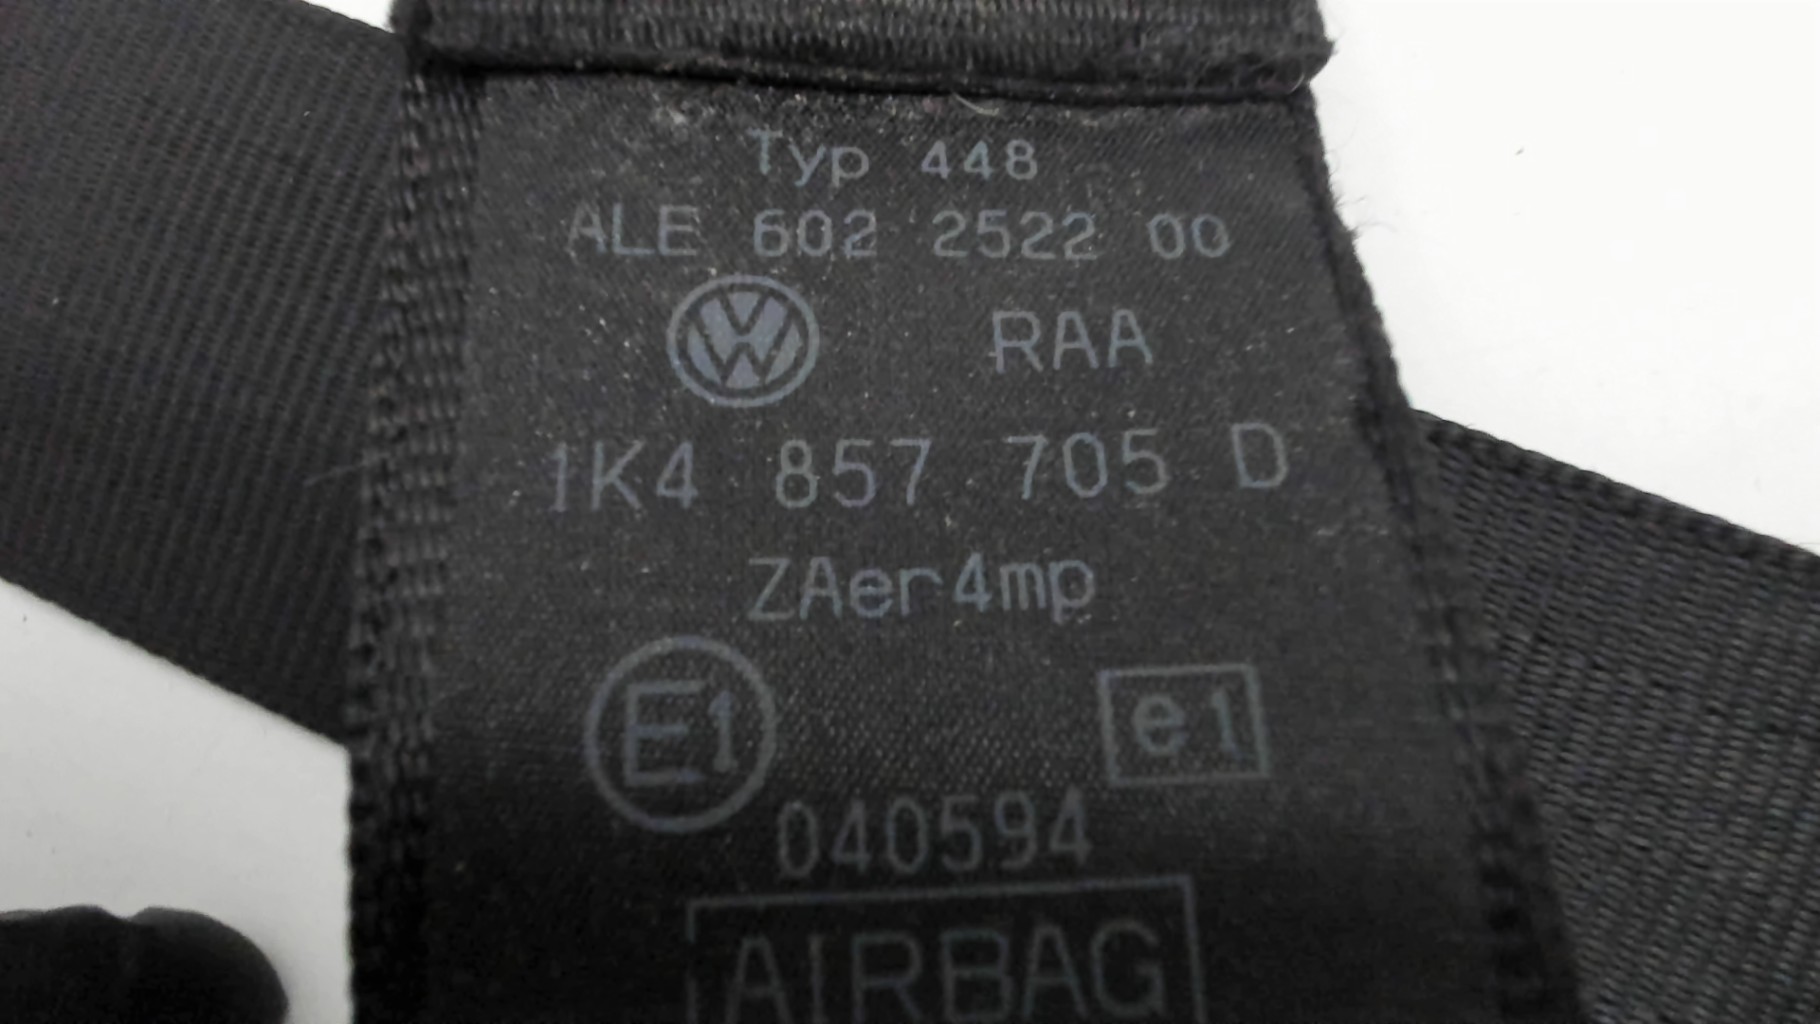 Typ 448
ALE 602 2522 00
RAA
1K4 857 705 D
ZAer4mp
E1 e1
040594
AIRBAG